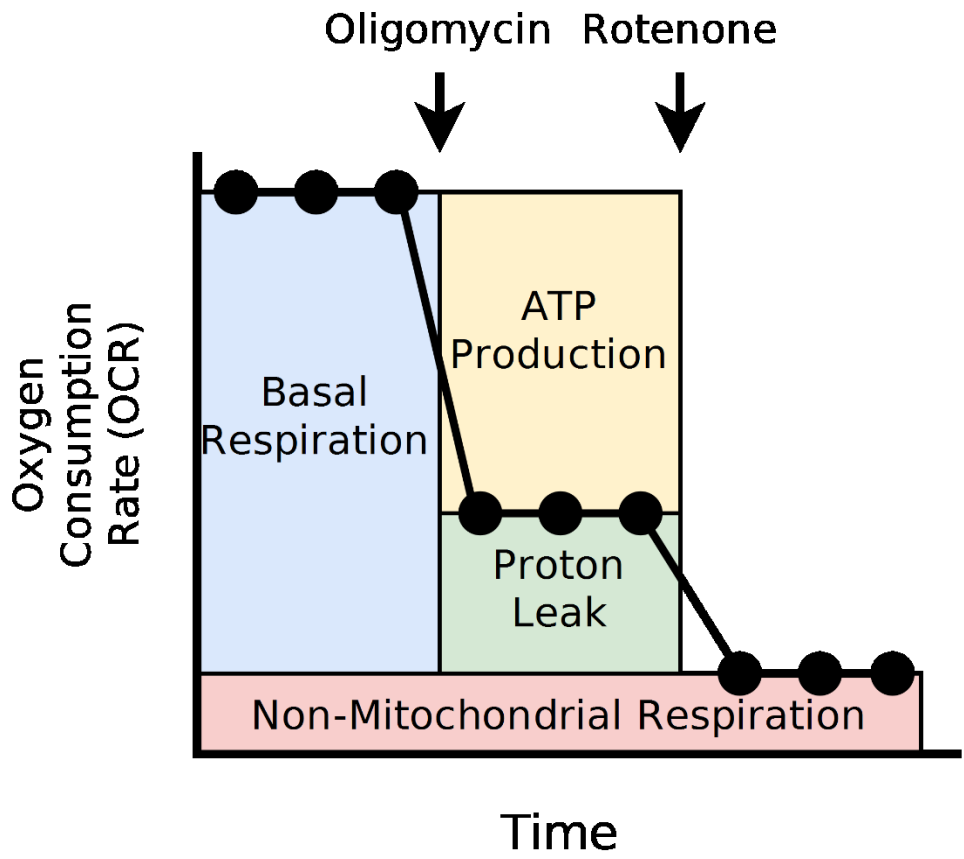 Oligomycin Rotenone
Oxygen
Consumption
Rate (OCR)
Basal
Respiration
ATP
Production
Proton
Leak
Non-Mitochondrial Respiration
Time